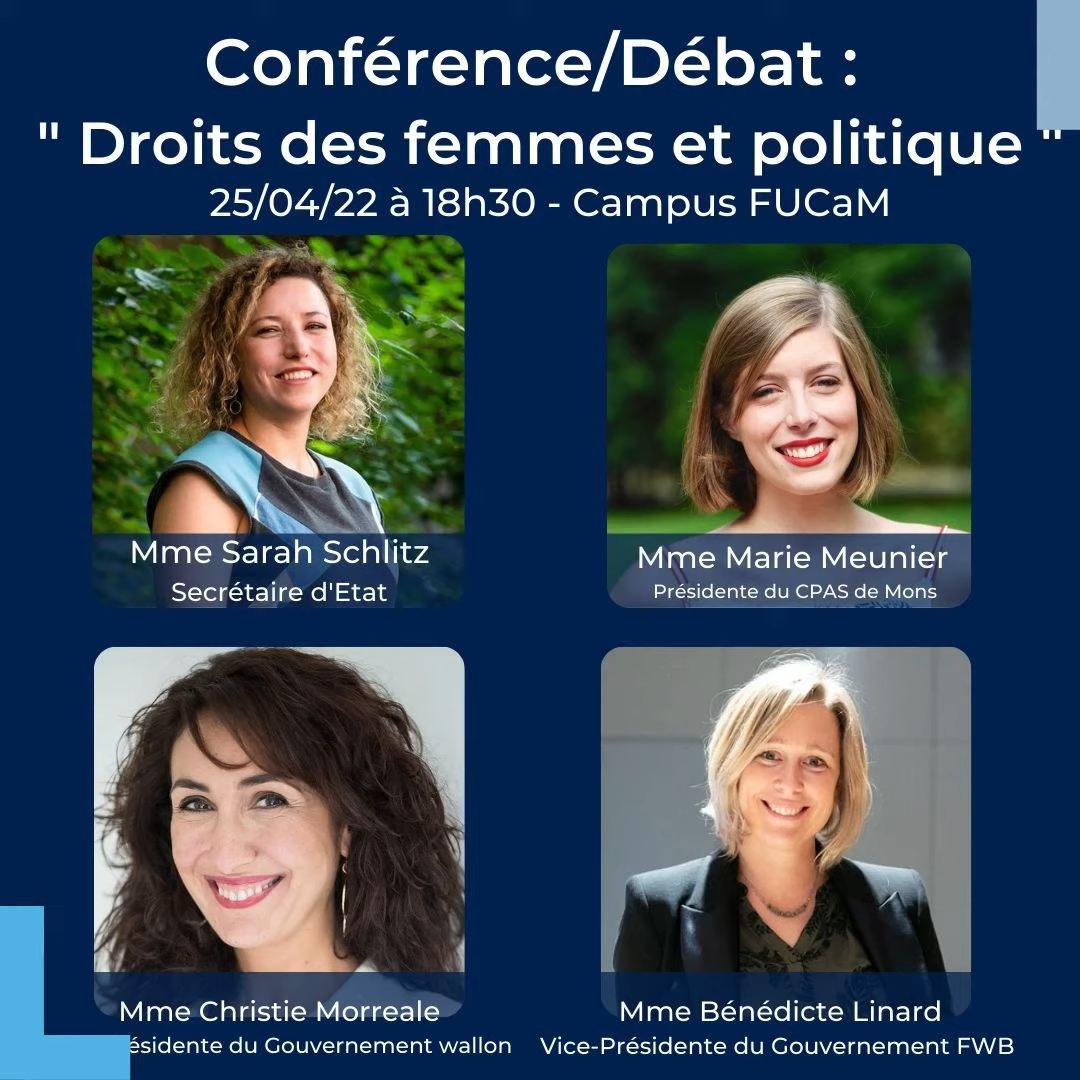 Conférence/Débat :
" Droits des femmes et politique "
25/04/22 à 18h30 - Campus FUCaM
Mme Sarah Schlitz
Secrétaire d'Etat
Mme Marie Meunier
Présidente du CPAS de Mons
Mme Christie Morreale
ésidente du Gouvernement wallon
Mme Bénédicte Linard
Vice-Présidente du Gouvernement FWB